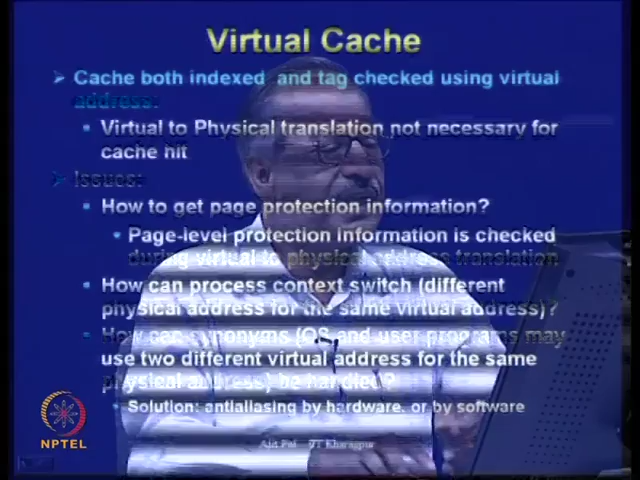 Virtual Cache
Cache both indexed and tag checked using virtual
address:
Virtual to Physical translation not necessary for
cache hit
Issues:
How to get page protection information?
Page-level protection information is checked
during virtual to physical address translation
How can process context switch (different
physical address for the same virtual address)?
How can synonyms (OS and user programs may
use two different virtual address for the same
physical address) be handled?
Solution: antialiasing by hardware. or by software
NPTEL
Ajit Pal IIT Kharagpur